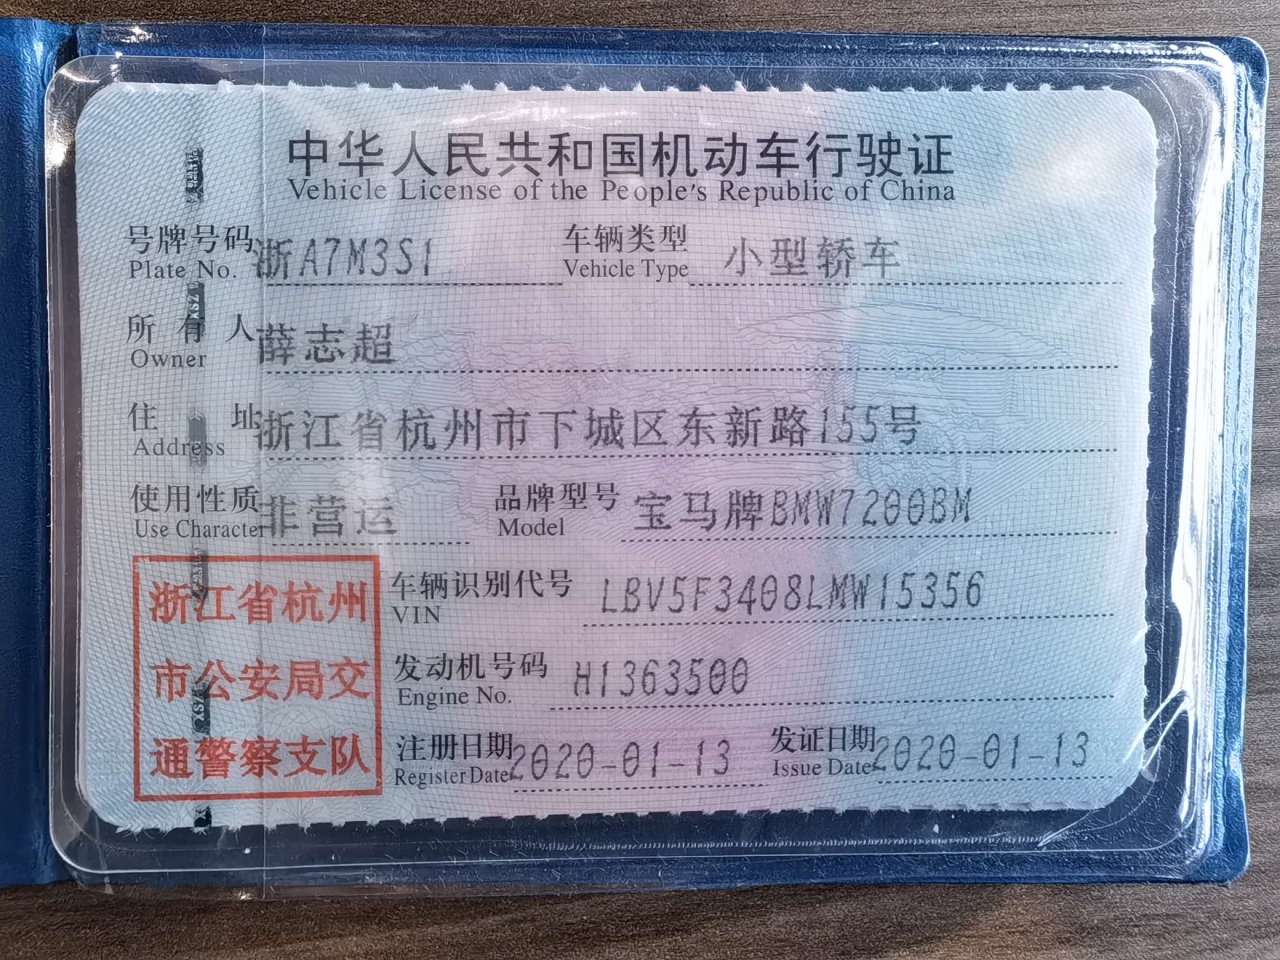 中华人民共和国机动车行驶证
Vehicle License of the People's Republic of China
号牌号码 浙A7M3S1 车辆类型 小型轿车
Plate No. Vehicle Type
所有人 薛志超
Owner
住址 浙江省杭州市下城区东新路155号
Address
使用性质 非营运 品牌型号 宝马牌BMW7200BM
Use Character Model
浙江省杭州
市公安局交
通警察支队
车辆识别代号 LBV5F3408LMW15356
VIN
发动机号码 H1363500
Engine No.
注册日期 2020-01-13 发证日期 2020-01-13
Register Date Issue Date